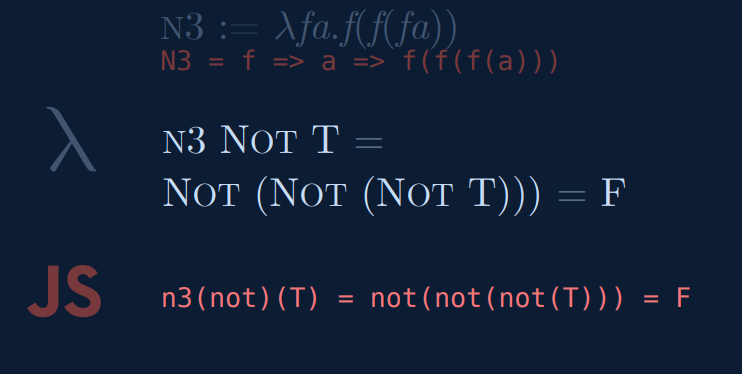 N3 := λfa.f(f(fa))
N3 = f => a => f(f(f(a)))
λ
N3 NOT T =
NOT (NOT (NOT T))) = F
JS
n3(not)(T) = not(not(not(T))) = F